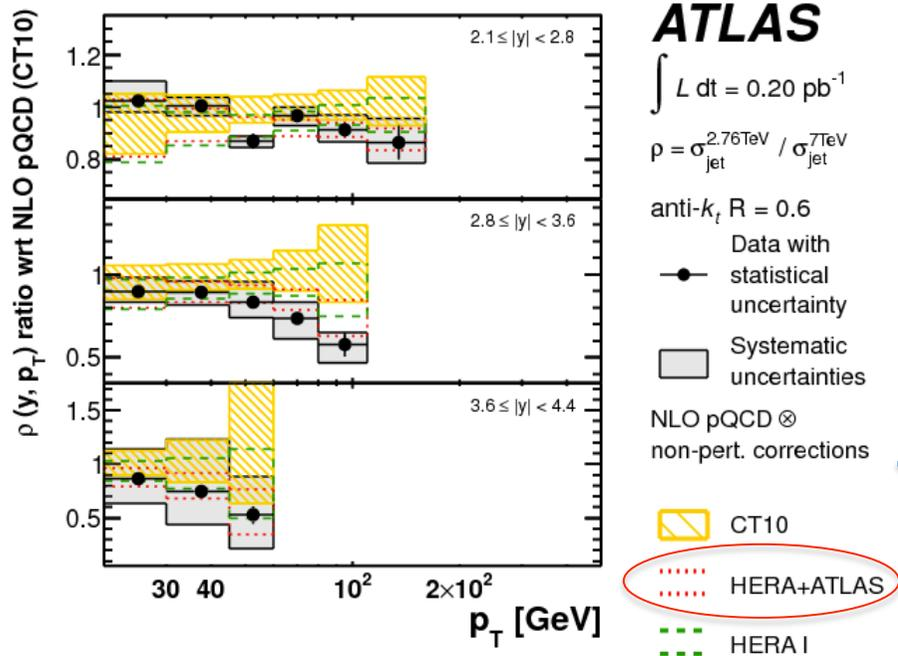 ρ (y, p_T) ratio wrt NLO pQCD (CT10)
2.1 ≤ |y| < 2.8
1.2
1
0.8
2.8 ≤ |y| < 3.6
1
0.5
3.6 ≤ |y| < 4.4
1.5
1
0.5
30 40 10² 2×10²
p_T [GeV]
ATLAS
∫ L dt = 0.20 pb⁻¹
ρ = σ_jet^2.76TeV / σ_jet^7TeV
anti-k_t R = 0.6
Data with
statistical
uncertainty
Systematic
uncertainties
NLO pQCD ⊗
non-pert. corrections
CT10
HERA+ATLAS
HERA I